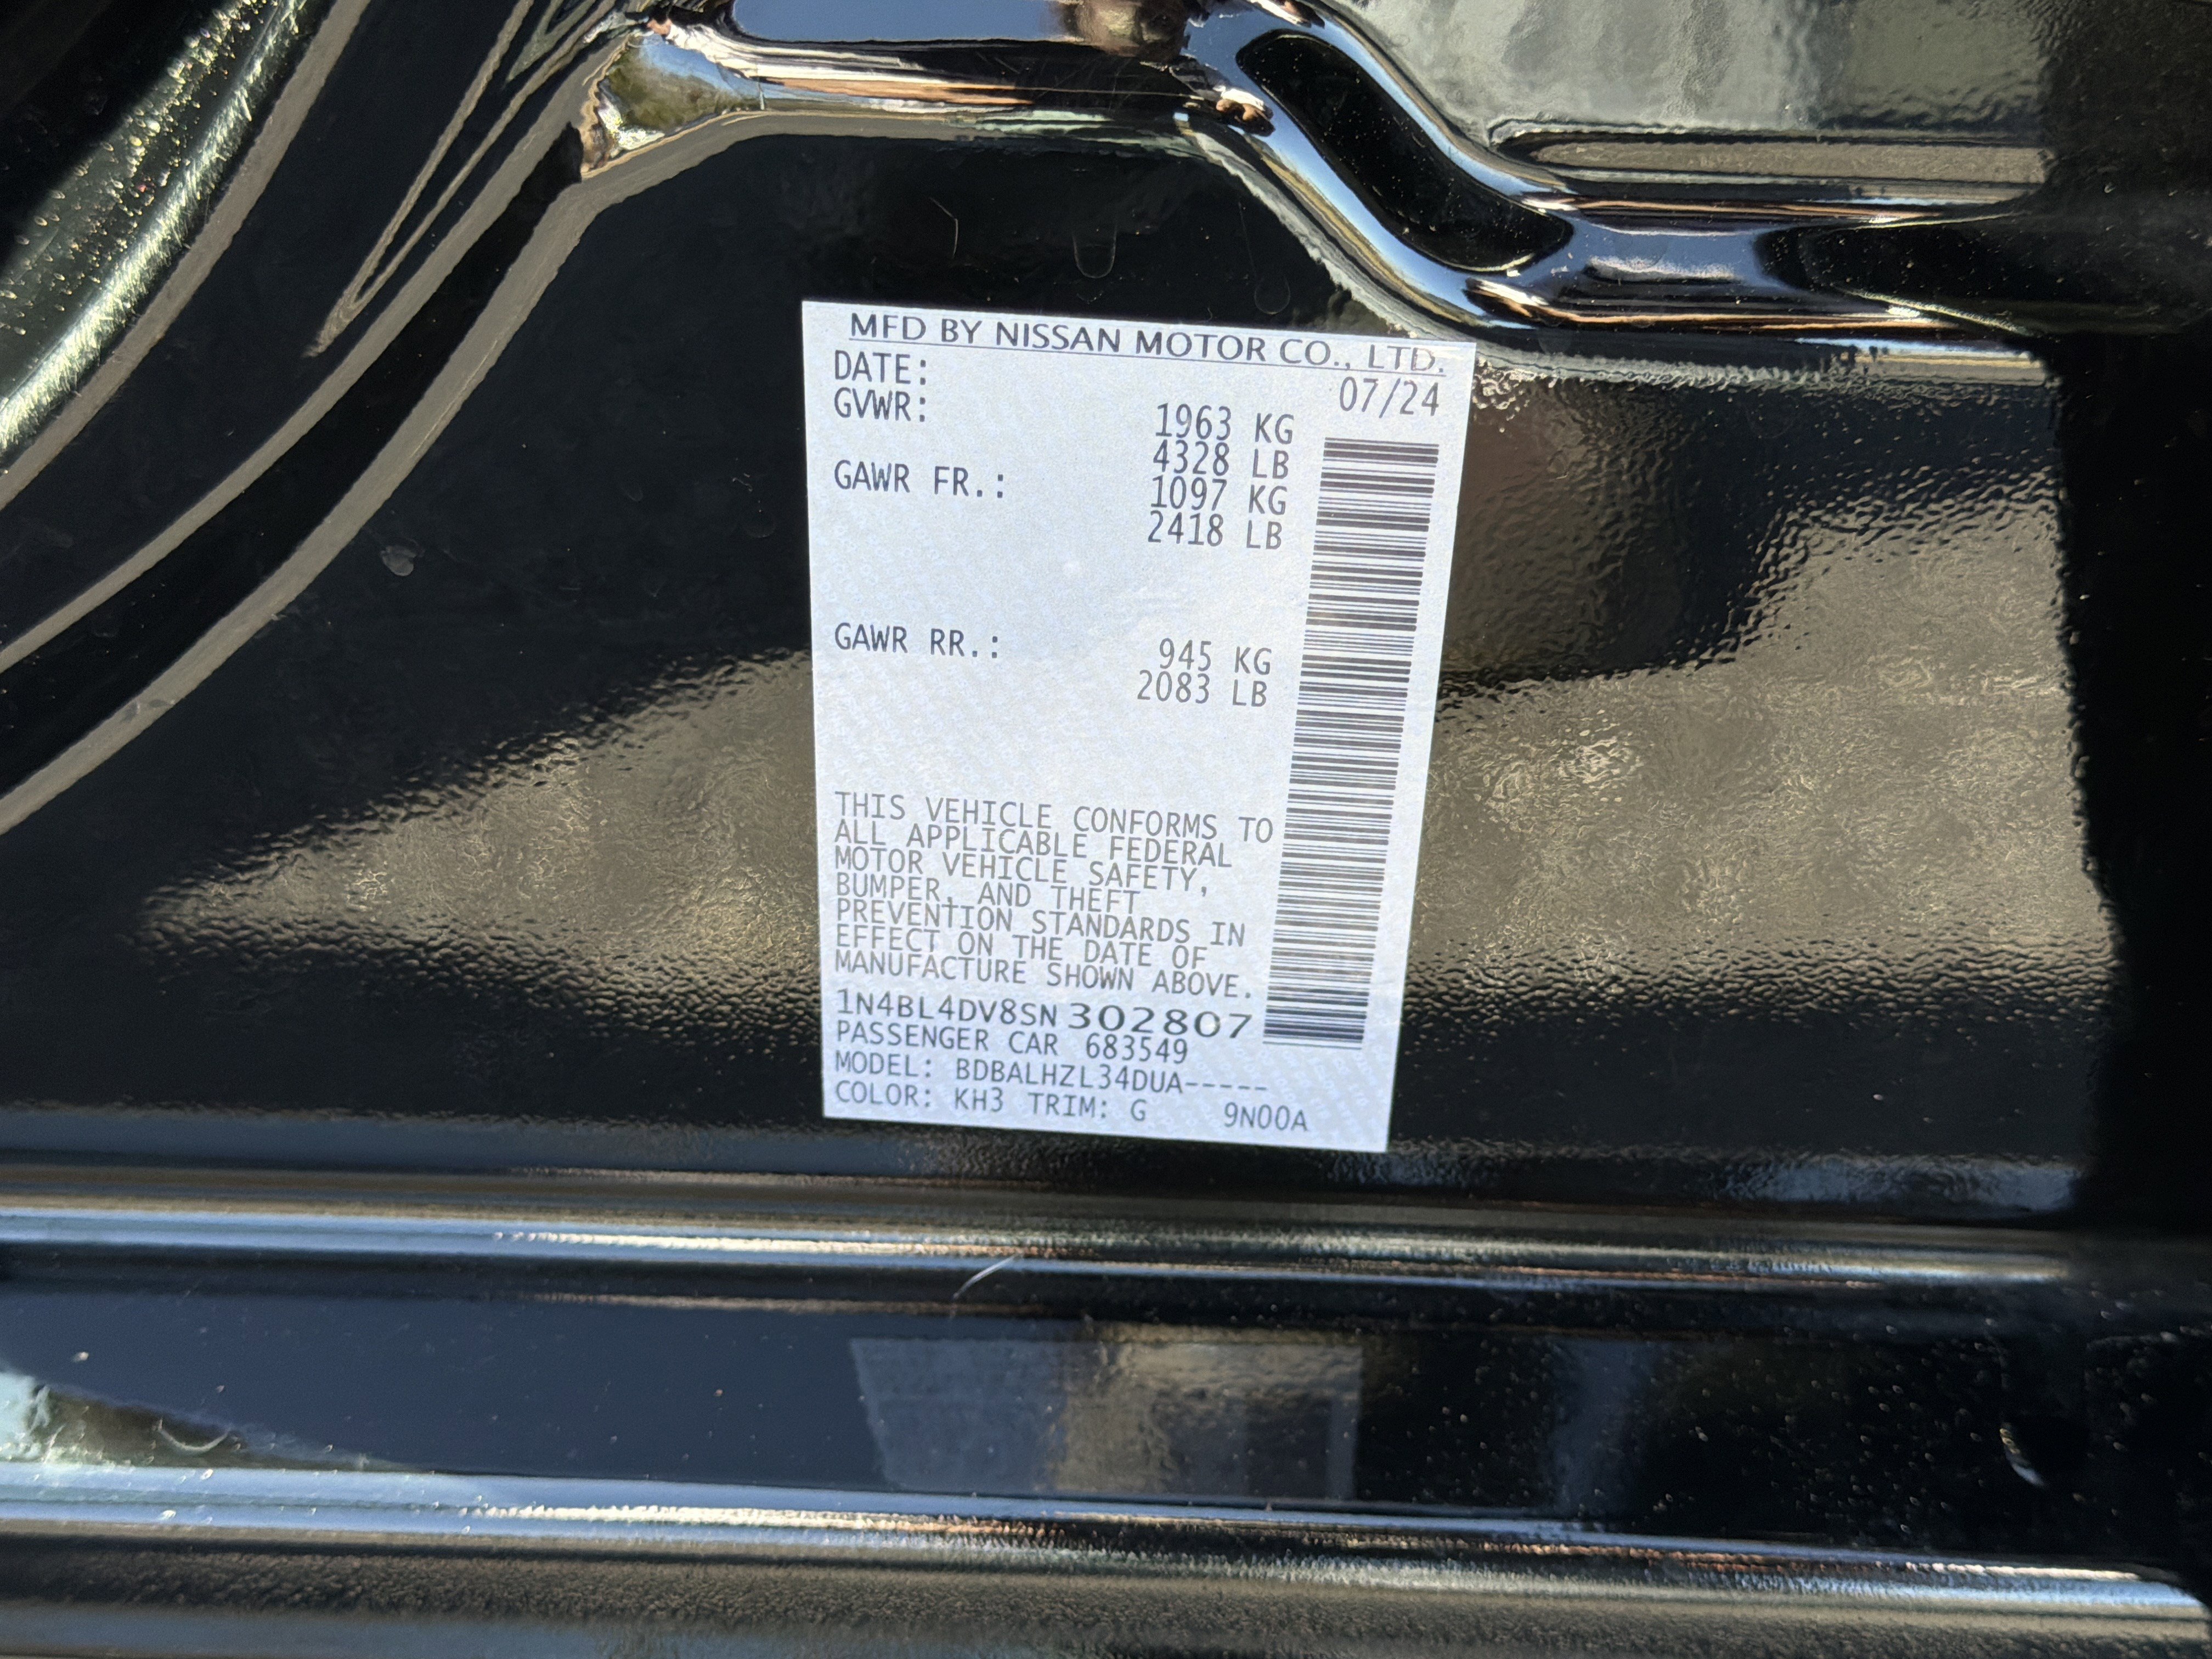 MFD BY NISSAN MOTOR CO., LTD.
DATE: 07/24
GVWR: 1963 KG
4328 LB
GAWR FR.: 1097 KG
2418 LB
GAWR RR.: 945 KG
2083 LB
THIS VEHICLE CONFORMS TO
ALL APPLICABLE FEDERAL
MOTOR VEHICLE SAFETY,
BUMPER, AND THEFT
PREVENTION STANDARDS IN
EFFECT ON THE DATE OF
MANUFACTURE SHOWN ABOVE.
1N4BL4DV8SN302807
PASSENGER CAR 683549
MODEL: BDBALHZL34DUA-----
COLOR: KH3 TRIM: G 9N00A